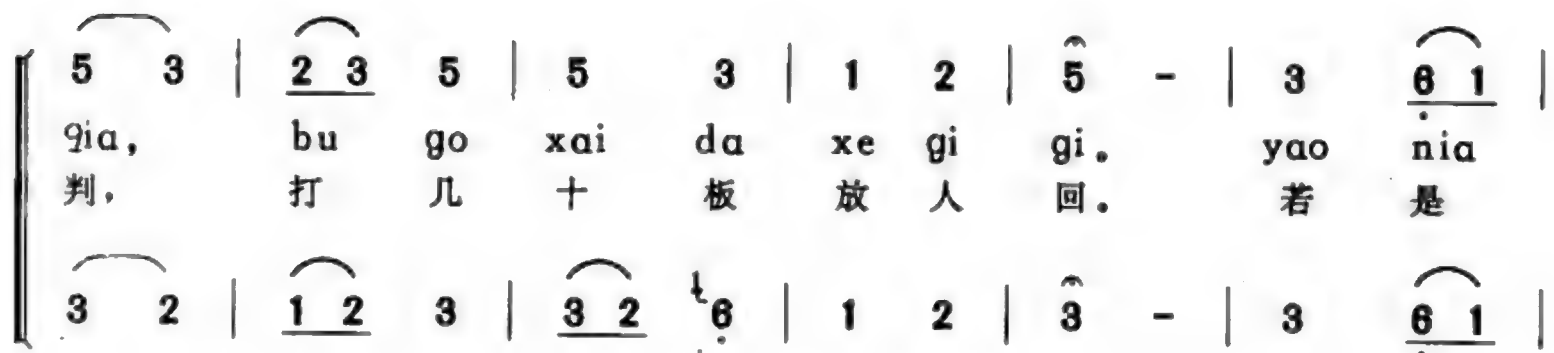 5 3 | 2 3 5 | 5 3 | 1 2 | 5 - | 3 6 1 |
qia, bu go xai da xe gi gi. yao nia
判, 打 几 十 板 放 人 回. 若 是
3 2 | 1 2 3 | 3 2 6 | 1 2 | 3 - | 3 6 1 |